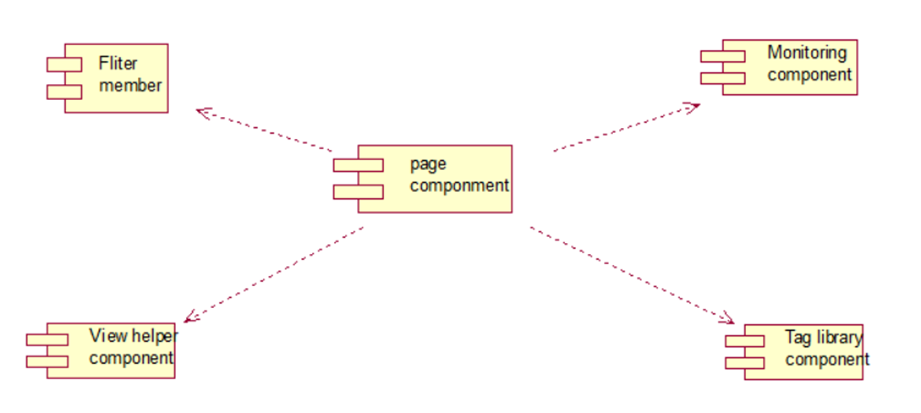 Fliter
member
Monitoring
component
page
componment
View helper
component
Tag library
component